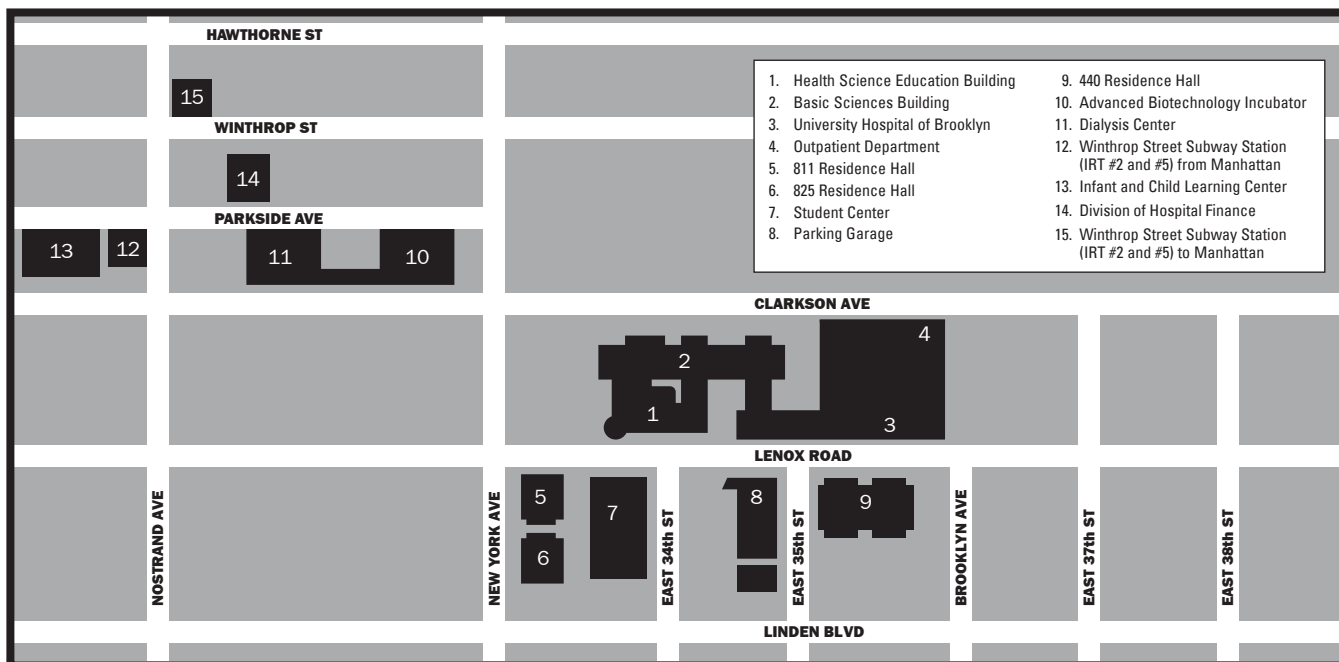 HAWTHORNE ST
15
WINTHROP ST
14
PARKSIDE AVE
13
12
11
10
1. Health Science Education Building
2. Basic Sciences Building
3. University Hospital of Brooklyn
4. Outpatient Department
5. 811 Residence Hall
6. 825 Residence Hall
7. Student Center
8. Parking Garage
9. 440 Residence Hall
10. Advanced Biotechnology Incubator
11. Dialysis Center
12. Winthrop Street Subway Station
(IRT #2 and #5) from Manhattan
13. Infant and Child Learning Center
14. Division of Hospital Finance
15. Winthrop Street Subway Station
(IRT #2 and #5) to Manhattan
CLARKSON AVE
4
2
1
3
LENOX ROAD
NOSTRAND AVE
NEW YORK AVE
5
6
7
EAST 34th ST
8
EAST 35th ST
9
BROOKLYN AVE
EAST 37th ST
EAST 38th ST
LINDEN BLVD